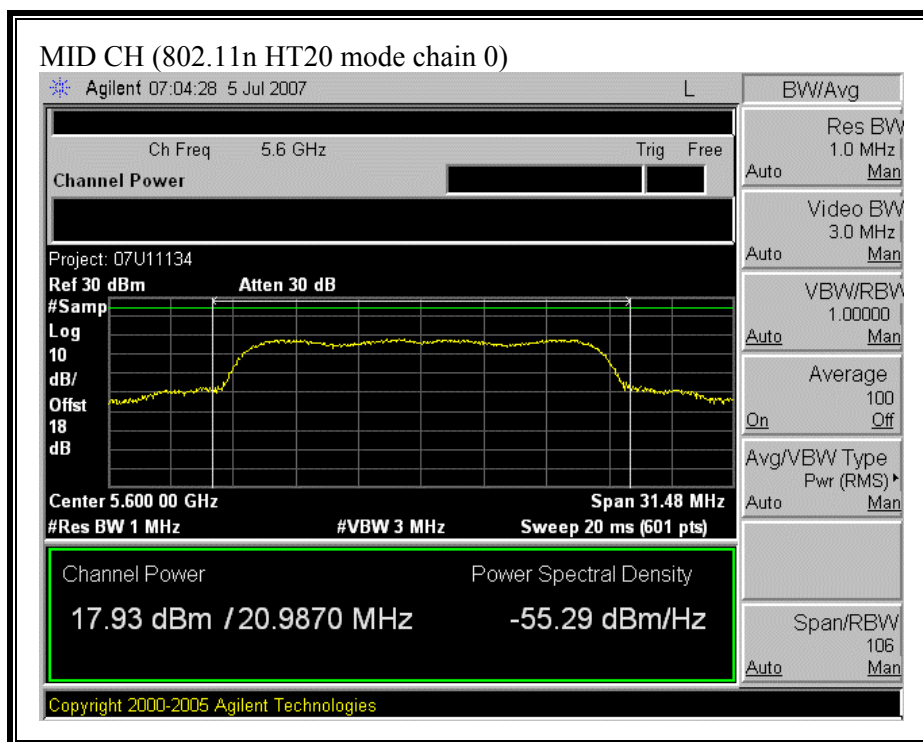 MID CH (802.11n HT20 mode chain 0)
Agilent 07:04:28 5 Jul 2007 L
Ch Freq 5.6 GHz Trig Free
Channel Power
Project: 07U11134
Ref 30 dBm Atten 30 dB
#Samp
Log
10
dB/
Offst
18
dB
Center 5.600 00 GHz Span 31.48 MHz
#Res BW 1 MHz #VBW 3 MHz Sweep 20 ms (601 pts)
Channel Power Power Spectral Density
17.93 dBm / 20.9870 MHz -55.29 dBm/Hz
Copyright 2000-2005 Agilent Technologies
BW/Avg
Res BW
1.0 MHz
Auto Man
Video BW
3.0 MHz
Auto Man
VBW/RBW
1.00000
Auto Man
Average
100
On Off
Avg/VBW Type
Pwr (RMS)
Auto Man
Span/RBW
106
Auto Man